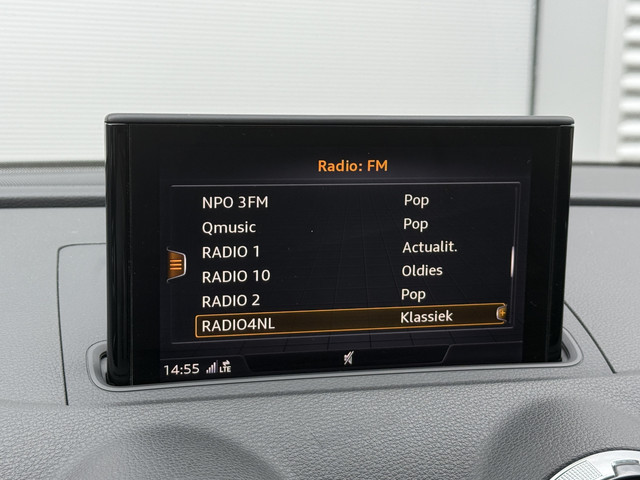 Radio: FM
NPO 3FM Pop
Qmusic Pop
RADIO 1 Actualit.
RADIO 10 Oldies
RADIO 2 Pop
RADIO4NL Klassiek
14:55 LTE